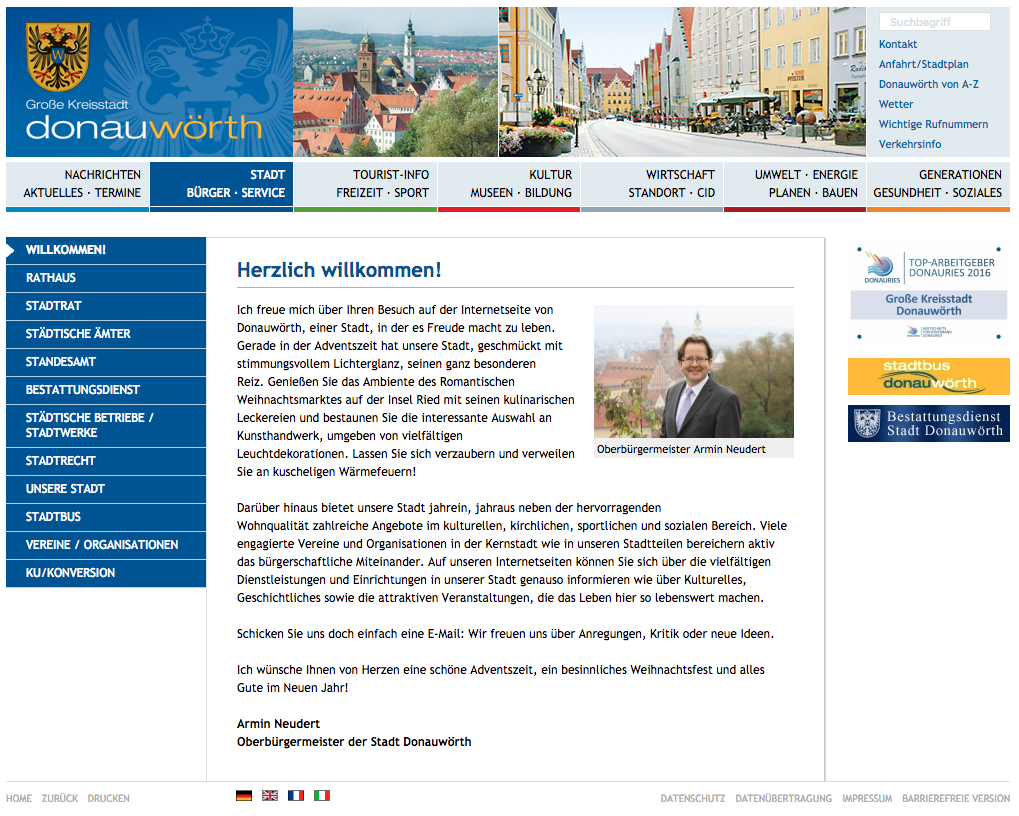 Suchbegriff
Kontakt
Anfahrt/Stadtplan
Donauwörth von A-Z
Wetter
Wichtige Rufnummern
Verkehrsinfo
W
Große Kreisstadt
donauwörth
NACHRICHTEN
AKTUELLES · TERMINE
STADT
BÜRGER · SERVICE
TOURIST-INFO
FREIZEIT · SPORT
KULTUR
MUSEEN · BILDUNG
WIRTSCHAFT
STANDORT · CID
UMWELT · ENERGIE
PLANEN · BAUEN
GENERATIONEN
GESUNDHEIT · SOZIALES
WILLKOMMEN!
RATHAUS
STADTRAT
STÄDTISCHE ÄMTER
STANDESAMT
BESTATTUNGSDIENST
STÄDTISCHE BETRIEBE /
STADTWERKE
STADTRECHT
UNSERE STADT
STADTBUS
VEREINE / ORGANISATIONEN
KU/KONVERSION
Herzlich willkommen!
Ich freue mich über Ihren Besuch auf der Internetseite von
Donauwörth, einer Stadt, in der es Freude macht zu leben.
Gerade in der Adventszeit hat unsere Stadt, geschmückt mit
stimmungsvollem Lichterglanz, seinen ganz besonderen
Reiz. Genießen Sie das Ambiente des Romantischen
Weihnachtsmarktes auf der Insel Ried mit seinen kulinarischen
Leckereien und bestaunen Sie die interessante Auswahl an
Kunsthandwerk, umgeben von vielfältigen
Leuchtdekorationen. Lassen Sie sich verzaubern und verweilen
Sie an kuscheligen Wärmefeuern!
Oberbürgermeister Armin Neudert
Darüber hinaus bietet unsere Stadt jahrein, jahraus neben der hervorragenden
Wohnqualität zahlreiche Angebote im kulturellen, kirchlichen, sportlichen und sozialen Bereich. Viele
engagierte Vereine und Organisationen in der Kernstadt wie in unseren Stadtteilen bereichern aktiv
das bürgerschaftliche Miteinander. Auf unseren Internetseiten können Sie sich über die vielfältigen
Dienstleistungen und Einrichtungen in unserer Stadt genauso informieren wie über Kulturelles,
Geschichtliches sowie die attraktiven Veranstaltungen, die das Leben hier so lebenswert machen.
Schicken Sie uns doch einfach eine E-Mail: Wir freuen uns über Anregungen, Kritik oder neue Ideen.
Ich wünsche Ihnen von Herzen eine schöne Adventszeit, ein besinnliches Weihnachtsfest und alles
Gute im Neuen Jahr!
Armin Neudert
Oberbürgermeister der Stadt Donauwörth
DONAURIES
TOP-ARBEITGEBER
DONAURIES 2016
Große Kreisstadt
Donauwörth
stadtbus
donauwörth
Bestattungsdienst
Stadt Donauwörth
HOME ZURÜCK DRUCKEN
DATENSCHUTZ DATENÜBERTRAGUNG IMPRESSUM BARRIEREFREIE VERSION